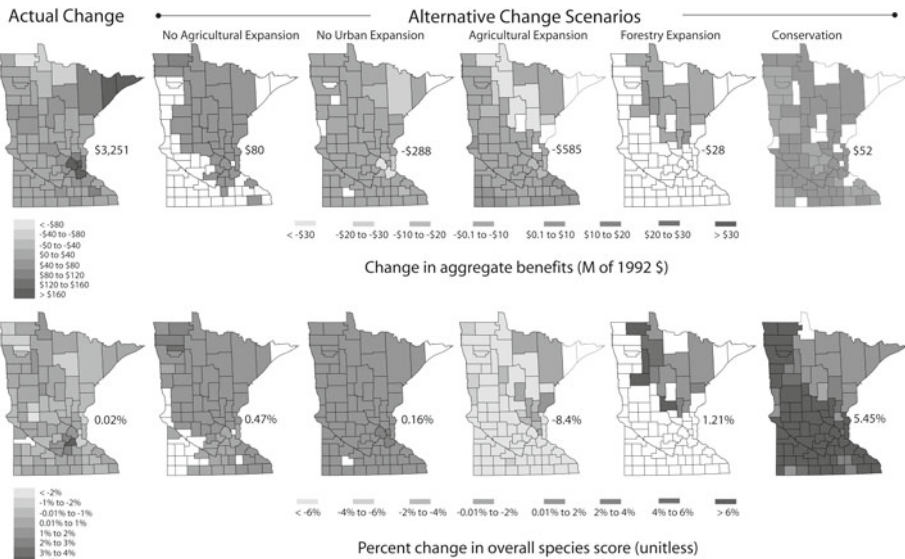 Actual Change
Alternative Change Scenarios
No Agricultural Expansion
No Urban Expansion
Agricultural Expansion
Forestry Expansion
Conservation
$3,251
$80
-$288
-$585
-$28
$52
< -$80
-$40 to -$80
-$0 to -$40
$0 to $40
$40 to $80
$80 to $120
$120 to $160
> $160
< -$30
-$20 to -$30
-$10 to -$20
-$0.1 to -$10
$0.1 to $10
$10 to $20
$20 to $30
> $30
Change in aggregate benefits (M of 1992 $)
0.02%
0.47%
0.16%
-8.4%
1.21%
5.45%
< -2%
-1% to -2%
-0.01% to -1%
0.01% to 1%
1% to 2%
2% to 3%
3% to 4%
< -6%
-4% to -6%
-2% to -4%
-0.01% to -2%
0.01% to 2%
2% to 4%
4% to 6%
> 6%
Percent change in overall species score (unitless)